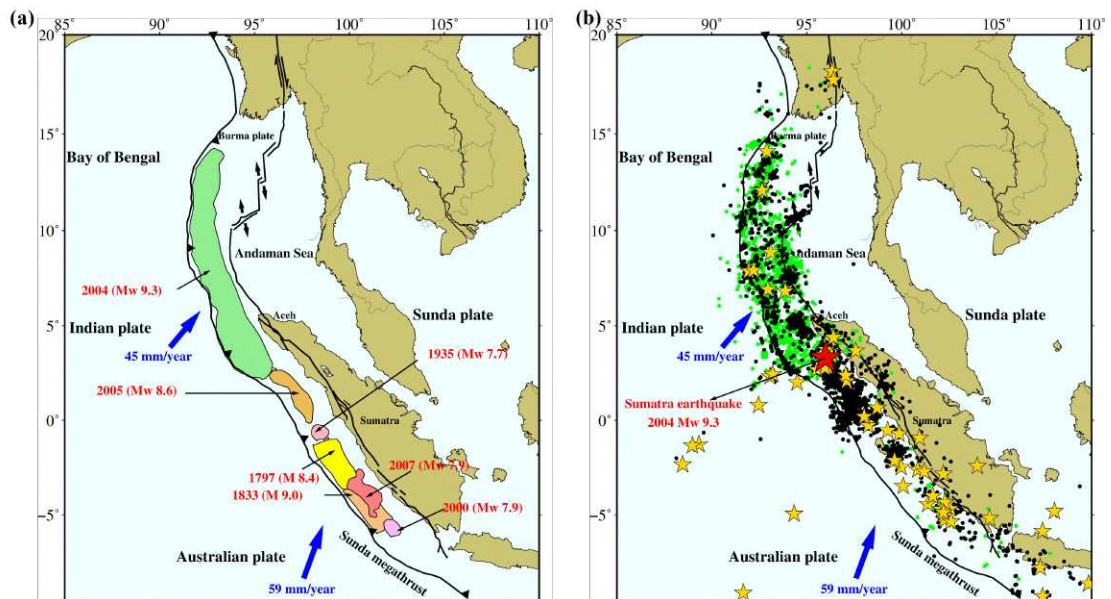 (a)
85° 90° 95° 100° 105° 110°
20°
15°
10°
5°
0°
−5°
Burma plate
Bay of Bengal
Andaman Sea
2004 (Mw 9.3)
Indian plate
45 mm/year
Aceh
Sunda plate
1935 (Mw 7.7)
2005 (Mw 8.6)
Sumatra
1797 (M 8.4)
2007 (Mw 7.9)
1833 (M 9.0)
2000 (Mw 7.9)
Australian plate
Sunda megathrust
59 mm/year
(b)
85° 90° 95° 100° 105° 110°
20°
15°
10°
5°
0°
−5°
Burma plate
Bay of Bengal
Andaman Sea
Indian plate
45 mm/year
Aceh
Sunda plate
Sumatra earthquake
2004 Mw 9.3
Sumatra
Australian plate
Sunda megathrust
59 mm/year